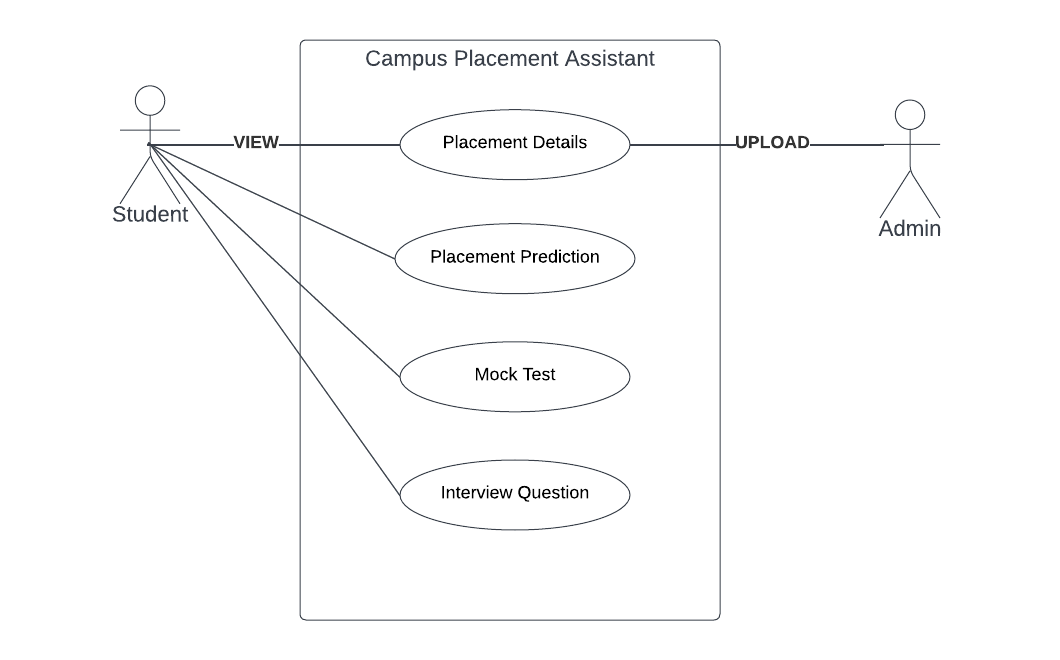 Campus Placement Assistant
VIEW
Placement Details
UPLOAD
Student
Admin
Placement Prediction
Mock Test
Interview Question